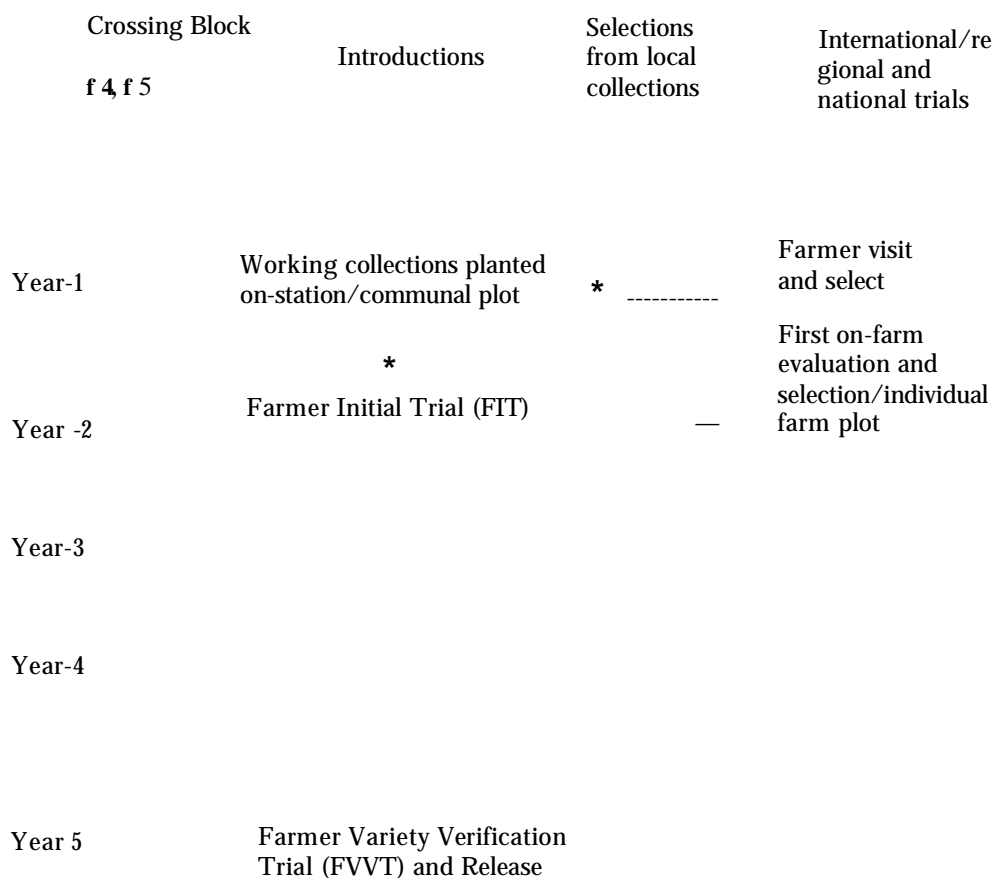 Crossing Block
f 4, f 5
Introductions
Selections
from local
collections
International/re
gional and
national trials
Year-1
Working collections planted
on-station/communal plot
* -----------
Farmer visit
and select
*
Year -2
Farmer Initial Trial (FIT)
—
First on-farm
evaluation and
selection/individual
farm plot
Year-3
Year-4
Year 5
Farmer Variety Verification
Trial (FVVT) and Release